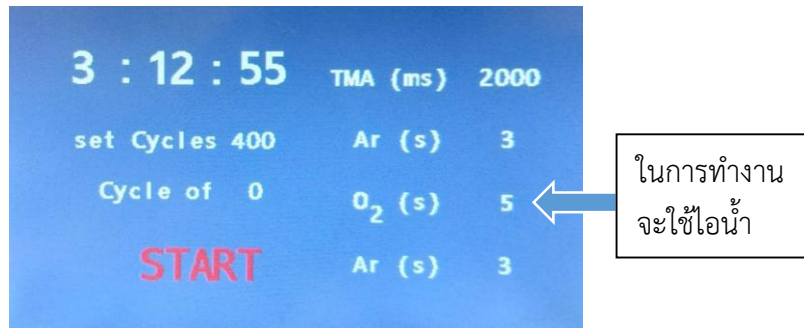 3 : 12 : 55
set Cycles 400
Cycle of 0
START
TMA (ms) 2000
Ar (s) 3
O₂ (s) 5
Ar (s) 3
ในการทำงาน
จะใช้ไอน้ำ